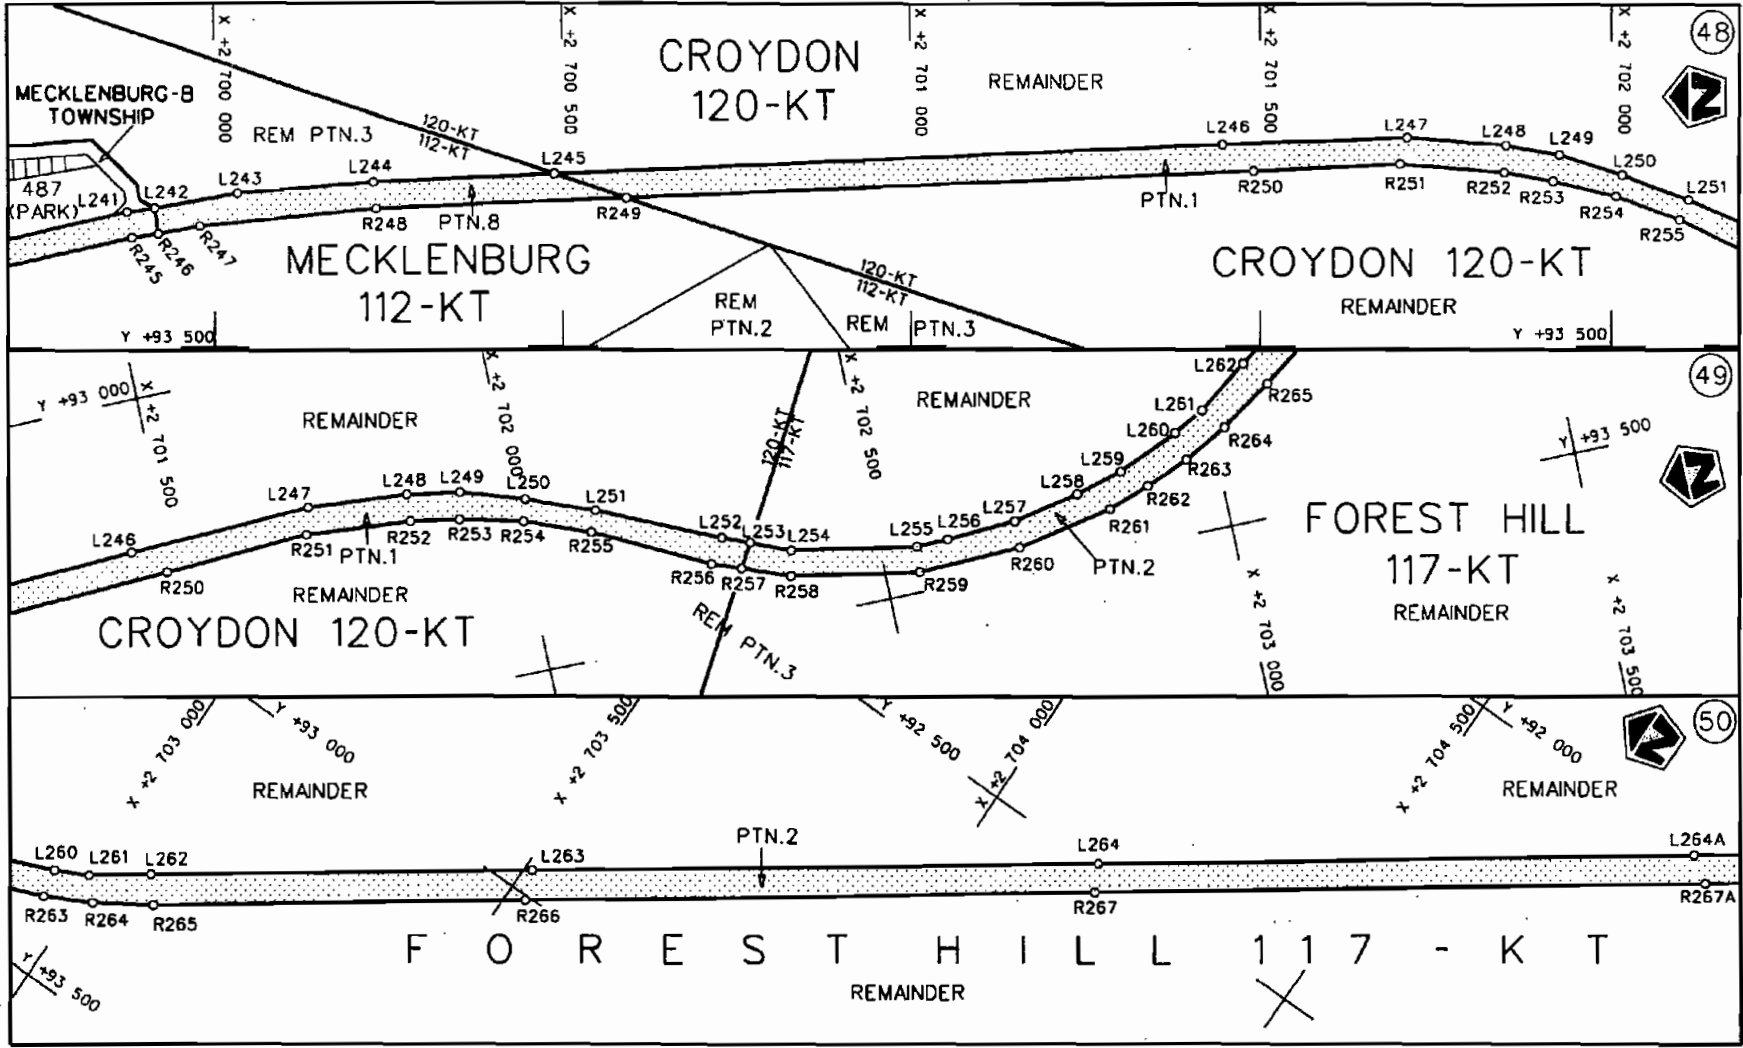 48
X +2 700 000
X +2 700 500
X +2 701 000
X +2 701 500
X +2 702 000
CROYDON
120-KT
REMAINDER
MECKLENBURG-B
TOWNSHIP
REM PTN.3
120-KT
112-KT
487
(PARK)
L241
L242
L243
L244
L245
L246
L247
L248
L249
L250
L251
R245
R246
R247
R248
R249
R250
R251
R252
R253
R254
R255
PTN.8
PTN.1
MECKLENBURG
112-KT
CROYDON 120-KT
REMAINDER
120-KT
112-KT
REM
PTN.2
REM PTN.3
Y +93 500
Y +93 500
N
49
Y +93 000
X +2 701 500
X +2 702 000
X +2 702 500
REMAINDER
REMAINDER
120-KT
117-KT
Y +93 500
N
L246
L247
L248
L249
L250
L251
L252
L253
L254
L255
L256
L257
L258
L259
L260
L261
L262
R250
R251
R252
R253
R254
R255
R256
R257
R258
R259
R260
R261
R262
R263
R264
R265
PTN.1
PTN.2
REMAINDER
CROYDON 120-KT
REM PTN.3
FOREST HILL
117-KT
REMAINDER
X +2 703 000
X +2 703 500
50
X +2 703 000
Y +93 000
X +2 703 500
Y +92 500
X +2 704 000
X +2 704 500
Y +92 000
N
REMAINDER
REMAINDER
PTN.2
L260
L261
L262
L263
L264
L264A
R263
R264
R265
R266
R267
R267A
FOREST HILL 117-KT
Y +93 500
REMAINDER